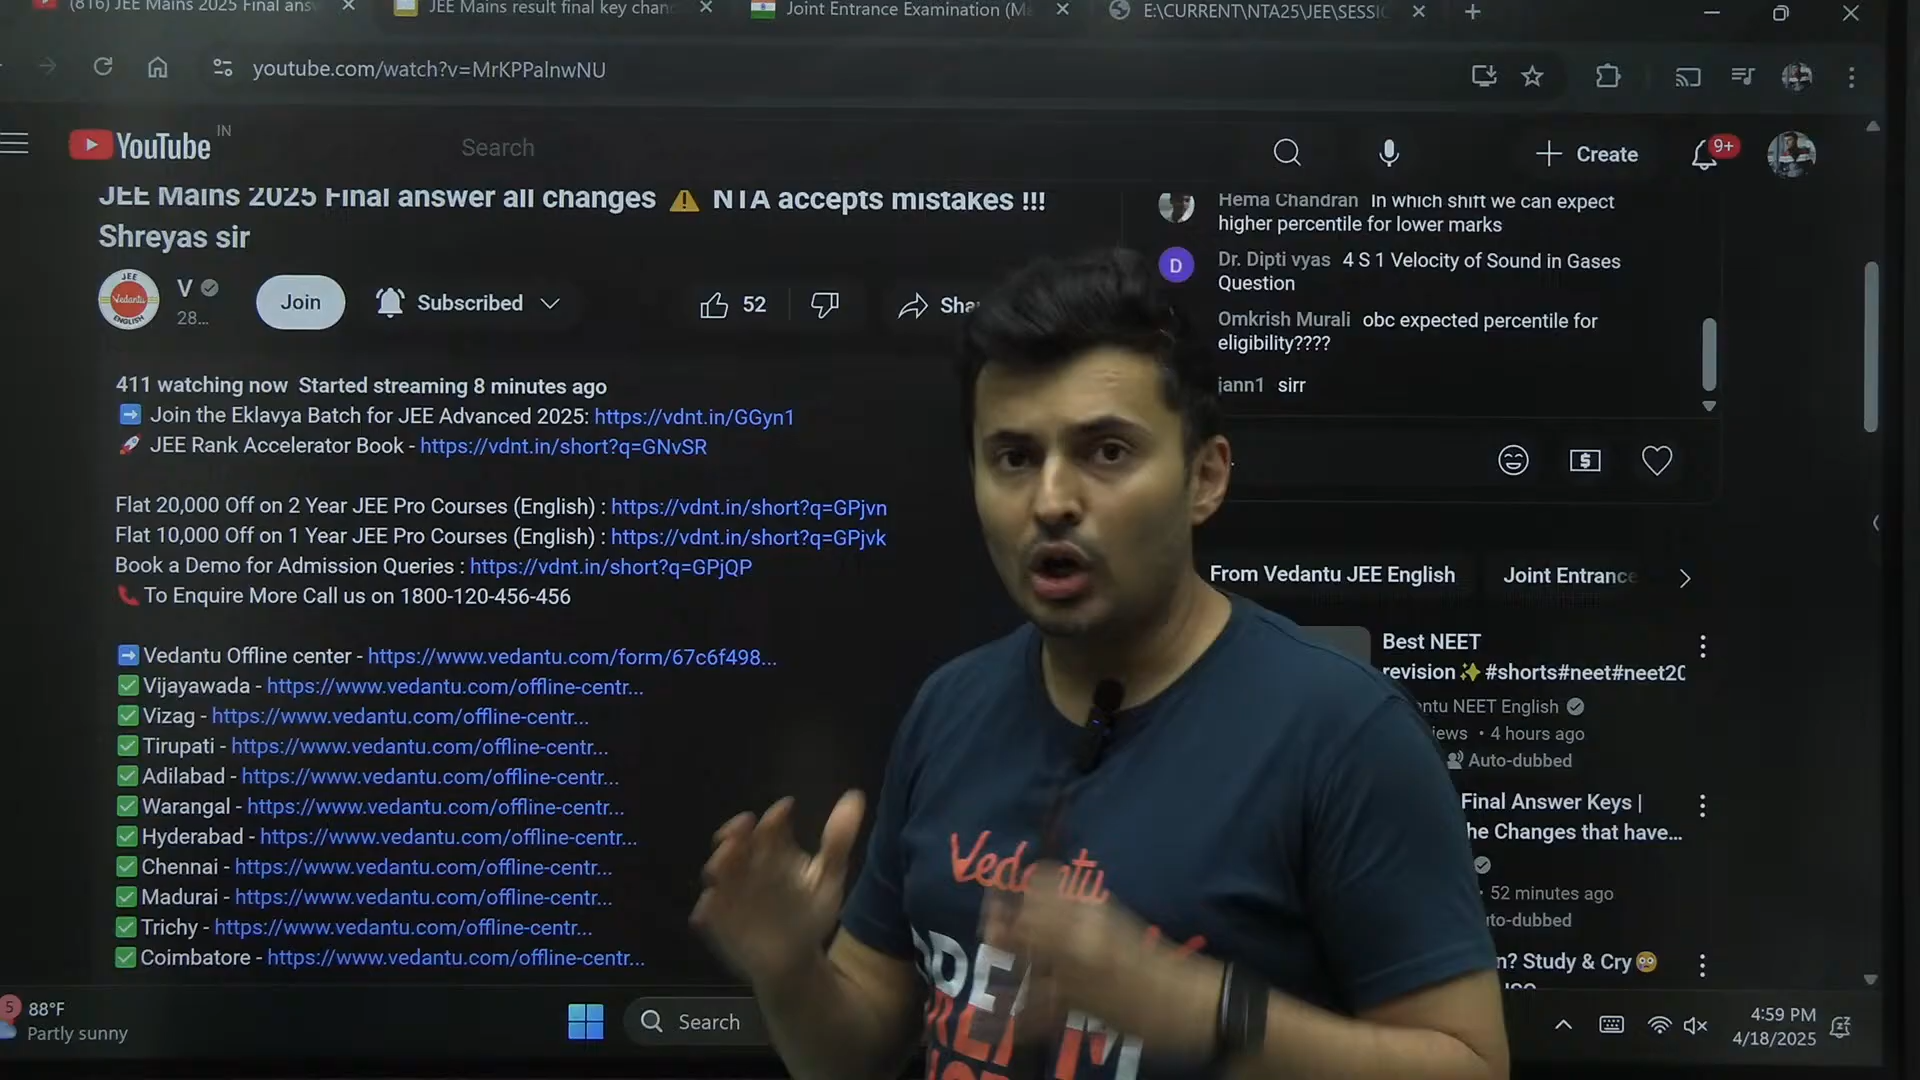 (816) JEE Mains 2025 Final ans
JEE Mains result final key chan
Joint Entrance Examination (Ma
E:\CURRENT\NTA25\JEE\SESSIO
youtube.com/watch?v=MrKPPalnwNU
YouTube IN
Search
Create
9+
JEE Mains 2025 Final answer all changes ⚠️ NTA accepts mistakes !!!
Shreyas sir
JEE
Vedantu
ENGLISH
V
28...
Join
Subscribed
52
Sha
411 watching now Started streaming 8 minutes ago
➡️ Join the Eklavya Batch for JEE Advanced 2025: https://vdnt.in/GGyn1
🚀 JEE Rank Accelerator Book - https://vdnt.in/short?q=GNvSR
Flat 20,000 Off on 2 Year JEE Pro Courses (English) : https://vdnt.in/short?q=GPjvn
Flat 10,000 Off on 1 Year JEE Pro Courses (English) : https://vdnt.in/short?q=GPjvk
Book a Demo for Admission Queries : https://vdnt.in/short?q=GPjQP
📞To Enquire More Call us on 1800-120-456-456
➡️Vedantu Offline center - https://www.vedantu.com/form/67c6f498...
✅Vijayawada - https://www.vedantu.com/offline-centr...
✅Vizag - https://www.vedantu.com/offline-centr...
✅Tirupati - https://www.vedantu.com/offline-centr...
✅Adilabad - https://www.vedantu.com/offline-centr...
✅Warangal - https://www.vedantu.com/offline-centr...
✅Hyderabad - https://www.vedantu.com/offline-centr...
✅Chennai - https://www.vedantu.com/offline-centr...
✅Madurai - https://www.vedantu.com/offline-centr...
✅Trichy - https://www.vedantu.com/offline-centr...
✅Coimbatore - https://www.vedantu.com/offline-centr...
Hema Chandran In which shift we can expect
higher percentile for lower marks
D
Dr. Dipti vyas 4 S 1 Velocity of Sound in Gases
Question
Omkrish Murali obc expected percentile for
eligibility????
jann1 sirr
From Vedantu JEE English
Joint Entrance
Best NEET
revision✨#shorts#neet#neet20
ntu NEET English
iews • 4 hours ago
Auto-dubbed
Final Answer Keys |
he Changes that have...
• 52 minutes ago
uto-dubbed
n? Study & Cry😳
Vedantu
DREAM
5
88°F
Partly sunny
Search
4:59 PM
4/18/2025